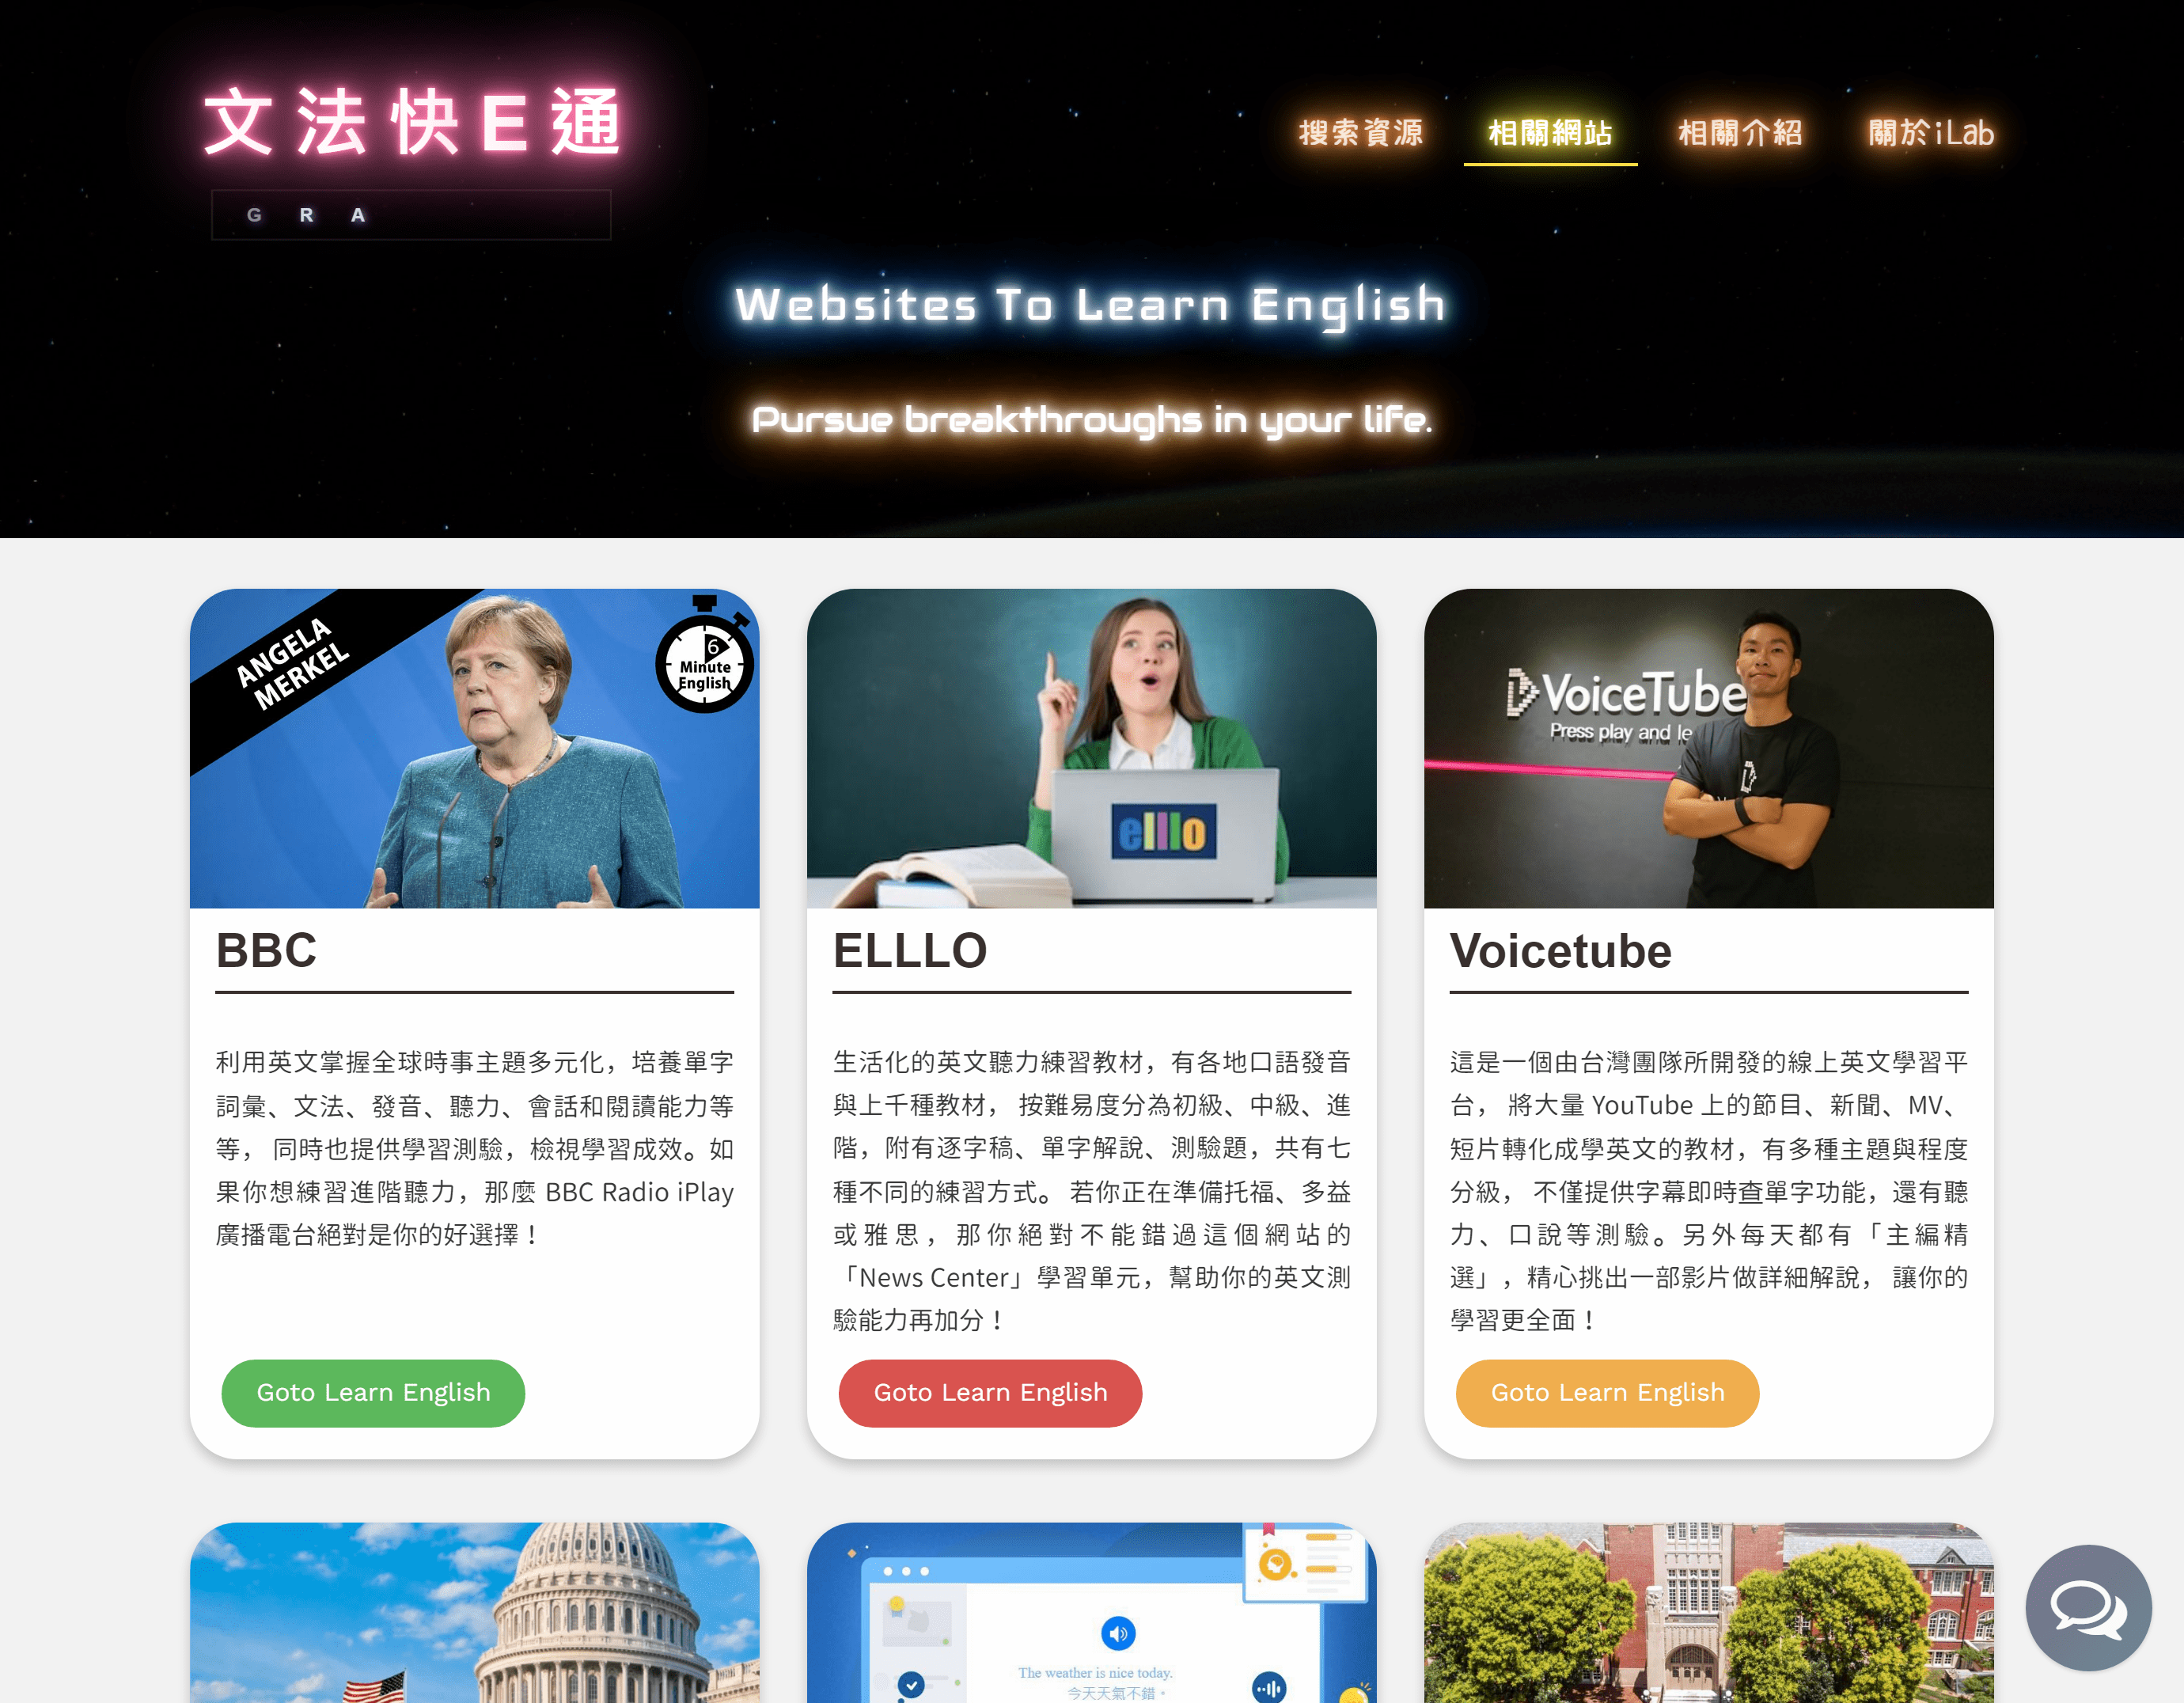 文法快E通
搜索資源 相關網站 相關介紹 關於iLab
G R A
Websites To Learn English
Pursue breakthroughs in your life.
ANGELA
MERKEL
6
Minute
English
elllo
VoiceTube
Press play and le
BBC
利用英文掌握全球時事主題多元化，培養單字
詞彙、文法、發音、聽力、會話和閱讀能力等
等， 同時也提供學習測驗，檢視學習成效。如
果你想練習進階聽力，那麼 BBC Radio iPlay
廣播電台絕對是你的好選擇！
Goto Learn English
ELLLO
生活化的英文聽力練習教材，有各地口語發音
與上千種教材， 按難易度分為初級、中級、進
階，附有逐字稿、單字解說、測驗題，共有七
種不同的練習方式。 若你正在準備托福、多益
或雅思，那你絕對不能錯過這個網站的
「News Center」學習單元，幫助你的英文測
驗能力再加分！
Goto Learn English
Voicetube
這是一個由台灣團隊所開發的線上英文學習平
台， 將大量 YouTube 上的節目、新聞、MV、
短片轉化成學英文的教材，有多種主題與程度
分級， 不僅提供字幕即時查單字功能，還有聽
力、口說等測驗。另外每天都有「主編精
選」，精心挑出一部影片做詳細解說， 讓你的
學習更全面！
Goto Learn English
The weather is nice today.
今天天氣不錯。